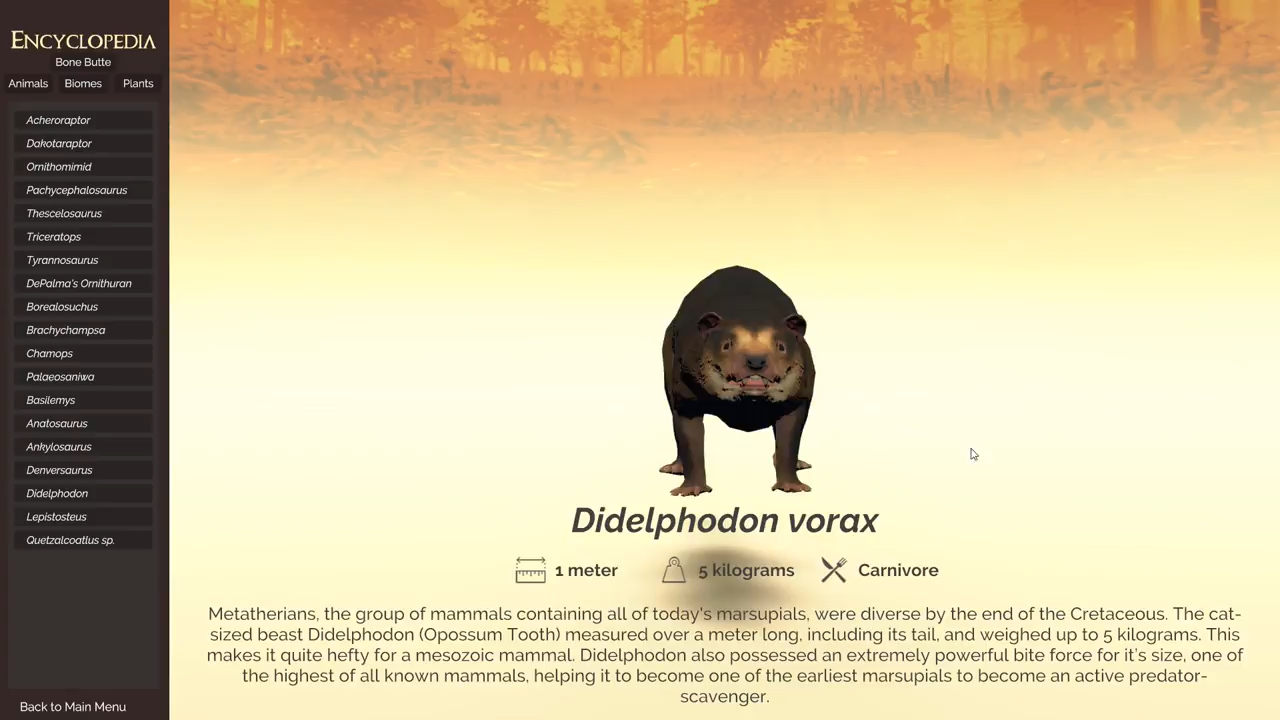 ENCYCLOPEDIA
Bone Butte
Animals Biomes Plants
Acheroraptor
Dakotaraptor
Ornithomimid
Pachycephalosaurus
Thescelosaurus
Triceratops
Tyrannosaurus
DePalma's Ornithuran
Borealosuchus
Brachychampsa
Chamops
Palaeosaniwa
Basilemys
Anatosaurus
Ankylosaurus
Denversaurus
Didelphodon
Lepistosteus
Quetzalcoatlus sp.
Back to Main Menu
Didelphodon vorax
1 meter 5 kilograms Carnivore
Metatherians, the group of mammals containing all of today's marsupials, were diverse by the end of the Cretaceous. The cat-
sized beast Didelphodon (Opossum Tooth) measured over a meter long, including its tail, and weighed up to 5 kilograms. This
makes it quite hefty for a mesozoic mammal. Didelphodon also possessed an extremely powerful bite force for it's size, one of
the highest of all known mammals, helping it to become one of the earliest marsupials to become an active predator-
scavenger.